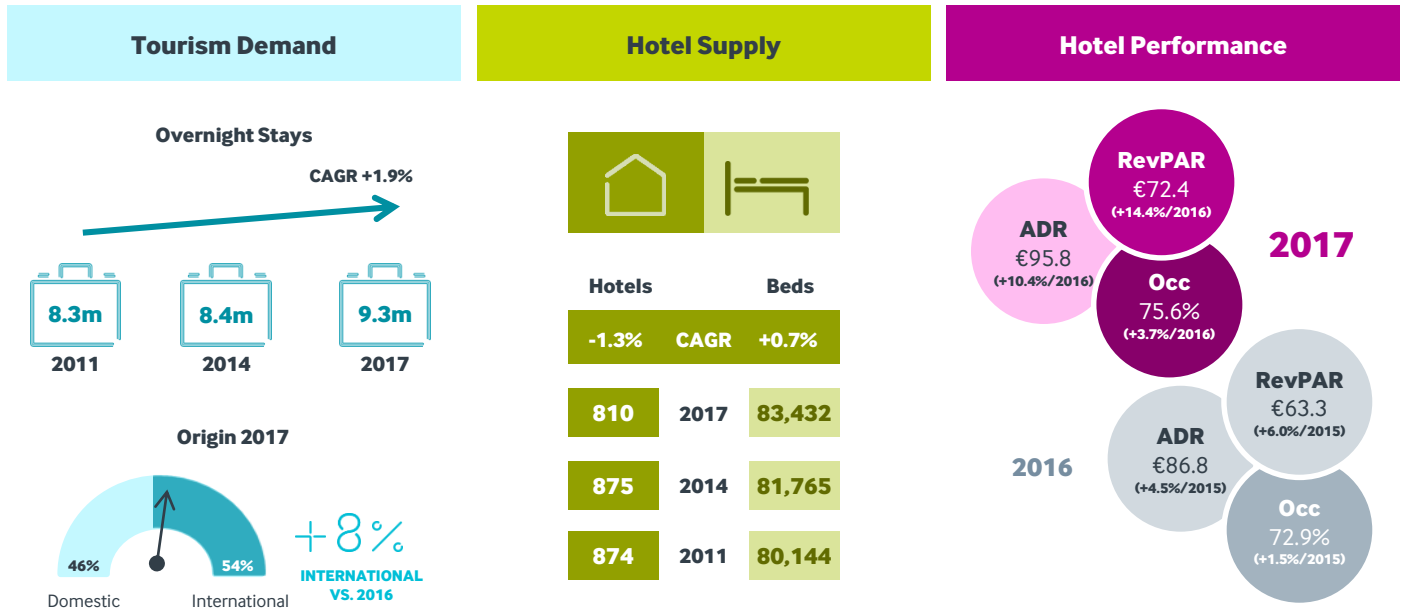 Tourism Demand
Overnight Stays
CAGR +1.9%
8.3m
8.4m
9.3m
2011
2014
2017
Origin 2017
46%
54%
Domestic
International
+8%
INTERNATIONAL
VS. 2016
Hotel Supply
Hotels
Beds
-1.3% CAGR +0.7%
810 2017 83,432
875 2014 81,765
874 2011 80,144
Hotel Performance
RevPAR
€72.4
(+14.4%/2016)
ADR
€95.8
(+10.4%/2016)
2017
Occ
75.6%
(+3.7%/2016)
RevPAR
€63.3
(+6.0%/2015)
2016
ADR
€86.8
(+4.5%/2015)
Occ
72.9%
(+1.5%/2015)